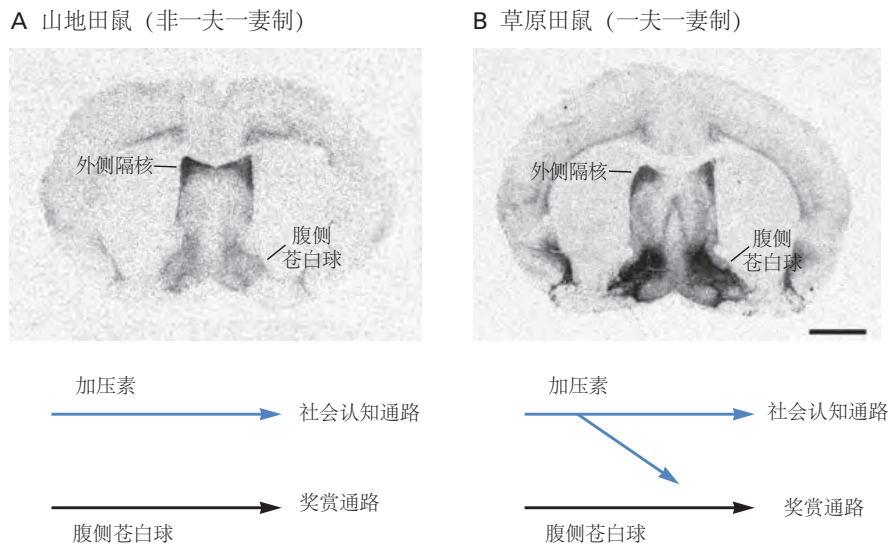 A 山地田鼠（非一夫一妻制）
B 草原田鼠（一夫一妻制）
外侧隔核
腹侧
苍白球
外侧隔核
腹侧
苍白球
加压素
社会认知通路
奖赏通路
腹侧苍白球
加压素
社会认知通路
奖赏通路
腹侧苍白球